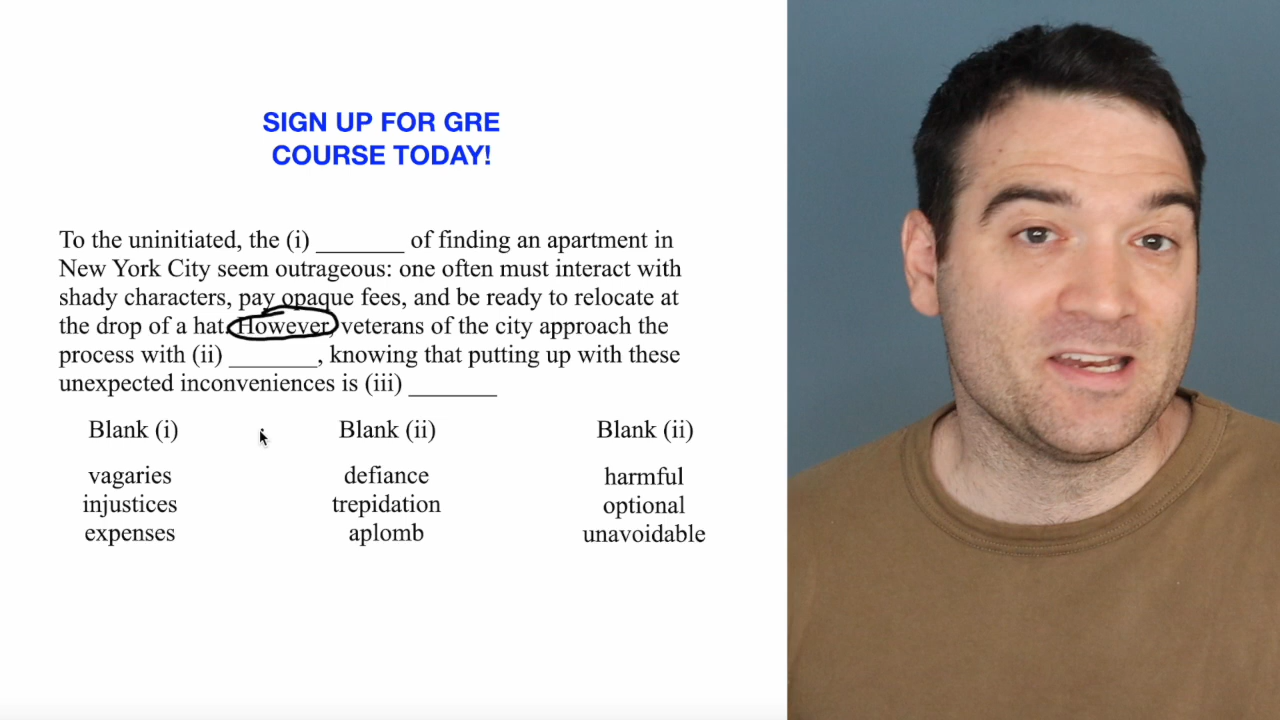 SIGN UP FOR GRE
COURSE TODAY!
To the uninitiated, the (i) _______ of finding an apartment in
New York City seem outrageous: one often must interact with
shady characters, pay opaque fees, and be ready to relocate at
the drop of a hat. However, veterans of the city approach the
process with (ii) _______, knowing that putting up with these
unexpected inconveniences is (iii) _______
Blank (i) Blank (ii) Blank (ii)
vagaries defiance harmful
injustices trepidation optional
expenses aplomb unavoidable